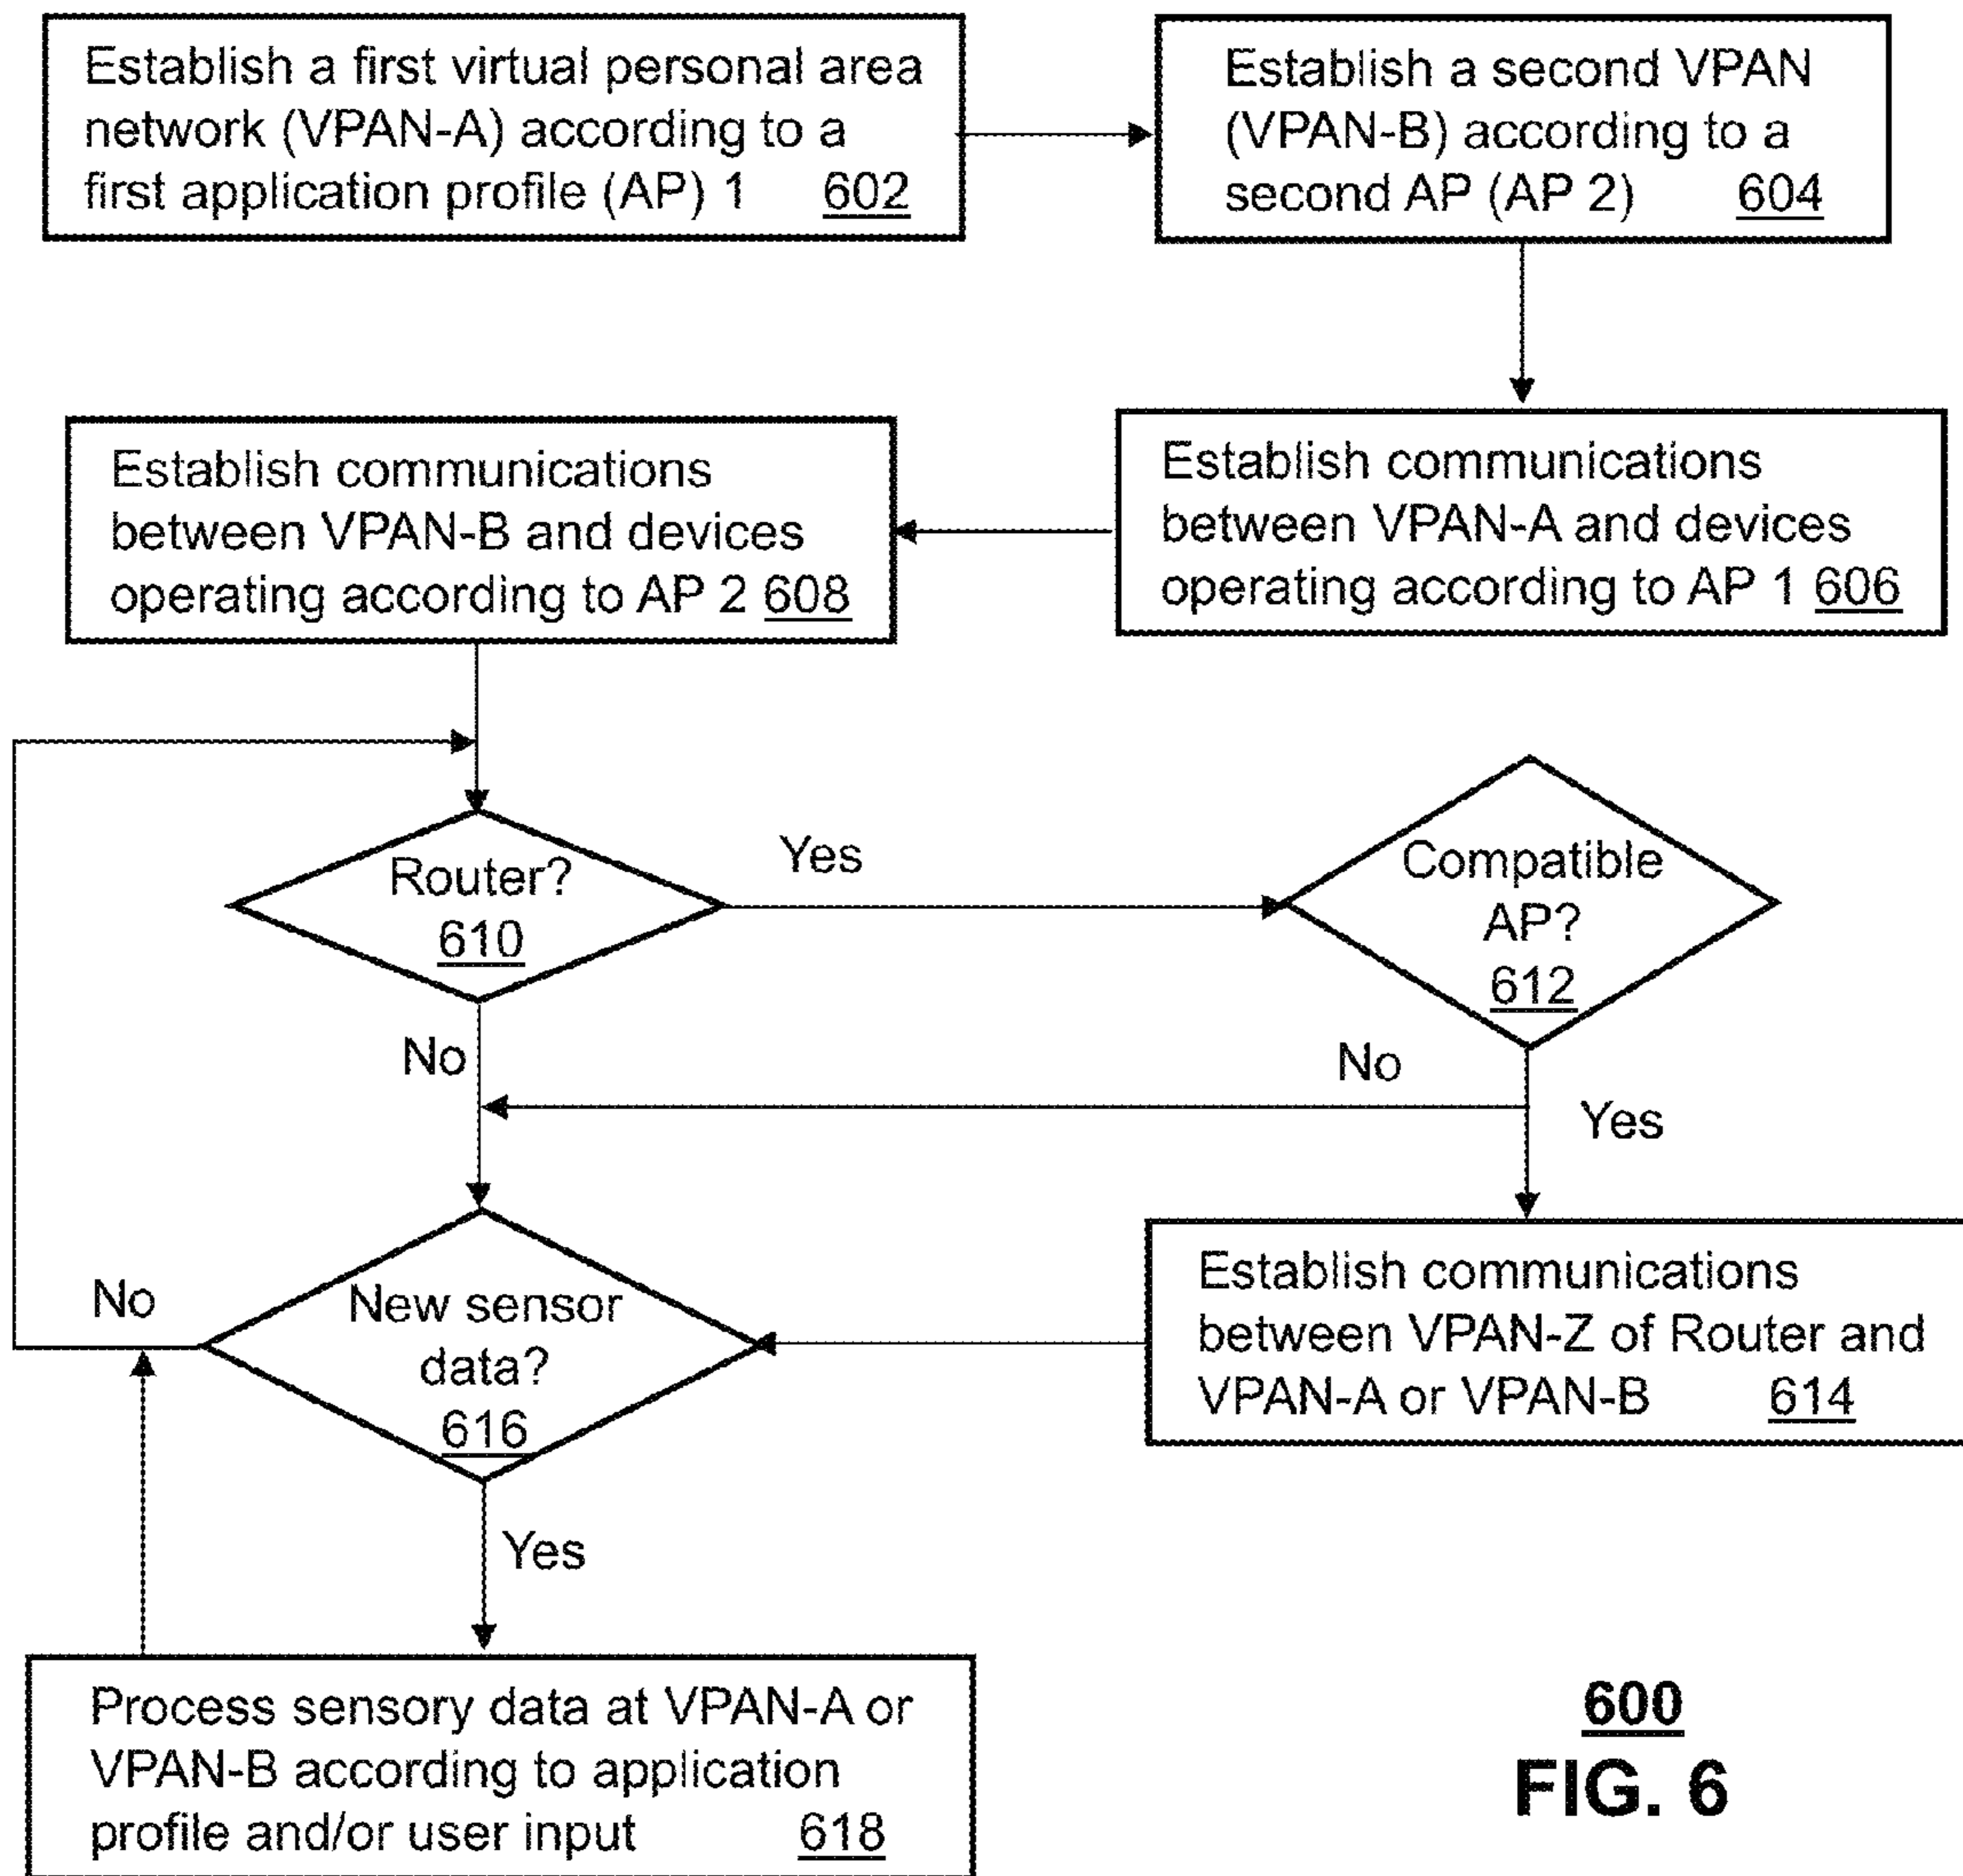 Establish a first virtual personal area
network (VPAN-A) according to a
first application profile (AP) 1 602
Establish a second VPAN
(VPAN-B) according to a
second AP (AP 2) 604
Establish communications
between VPAN-B and devices
operating according to AP 2 608
Establish communications
between VPAN-A and devices
operating according to AP 1 606
Router?
610
Yes
Compatible
AP?
612
No
No
Yes
No
New sensor
data?
616
Establish communications
between VPAN-Z of Router and
VPAN-A or VPAN-B 614
Yes
Process sensory data at VPAN-A or
VPAN-B according to application
profile and/or user input 618
600
FIG. 6